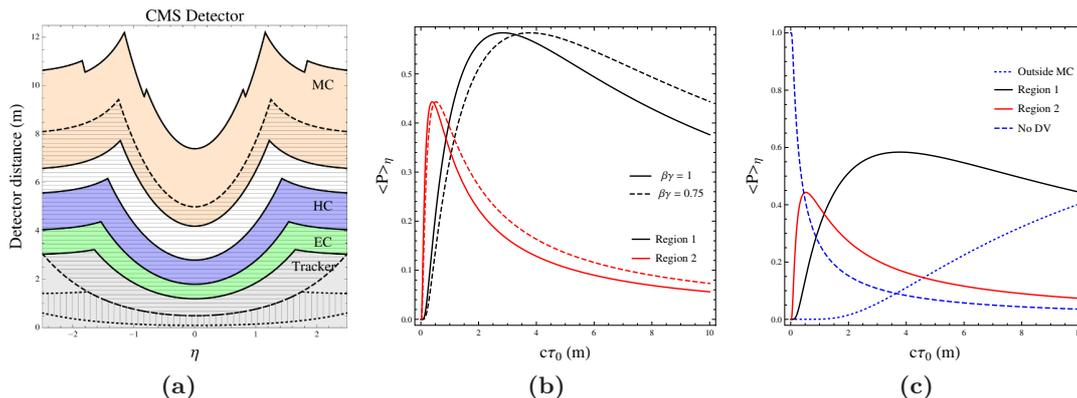 CMS Detector
Detector distance (m)
12
10
8
6
4
2
0
MC
HC
EC
Tracker
-2
-1
0
1
2
η
(a)
<P>η
0.5
0.4
0.3
0.2
0.1
0.0
βγ = 1
βγ = 0.75
Region 1
Region 2
0
2
4
6
8
10
cτ0 (m)
(b)
<P>η
1.0
0.8
0.6
0.4
0.2
0.0
Outside MC
Region 1
Region 2
No DV
0
2
4
6
8
10
cτ0 (m)
(c)